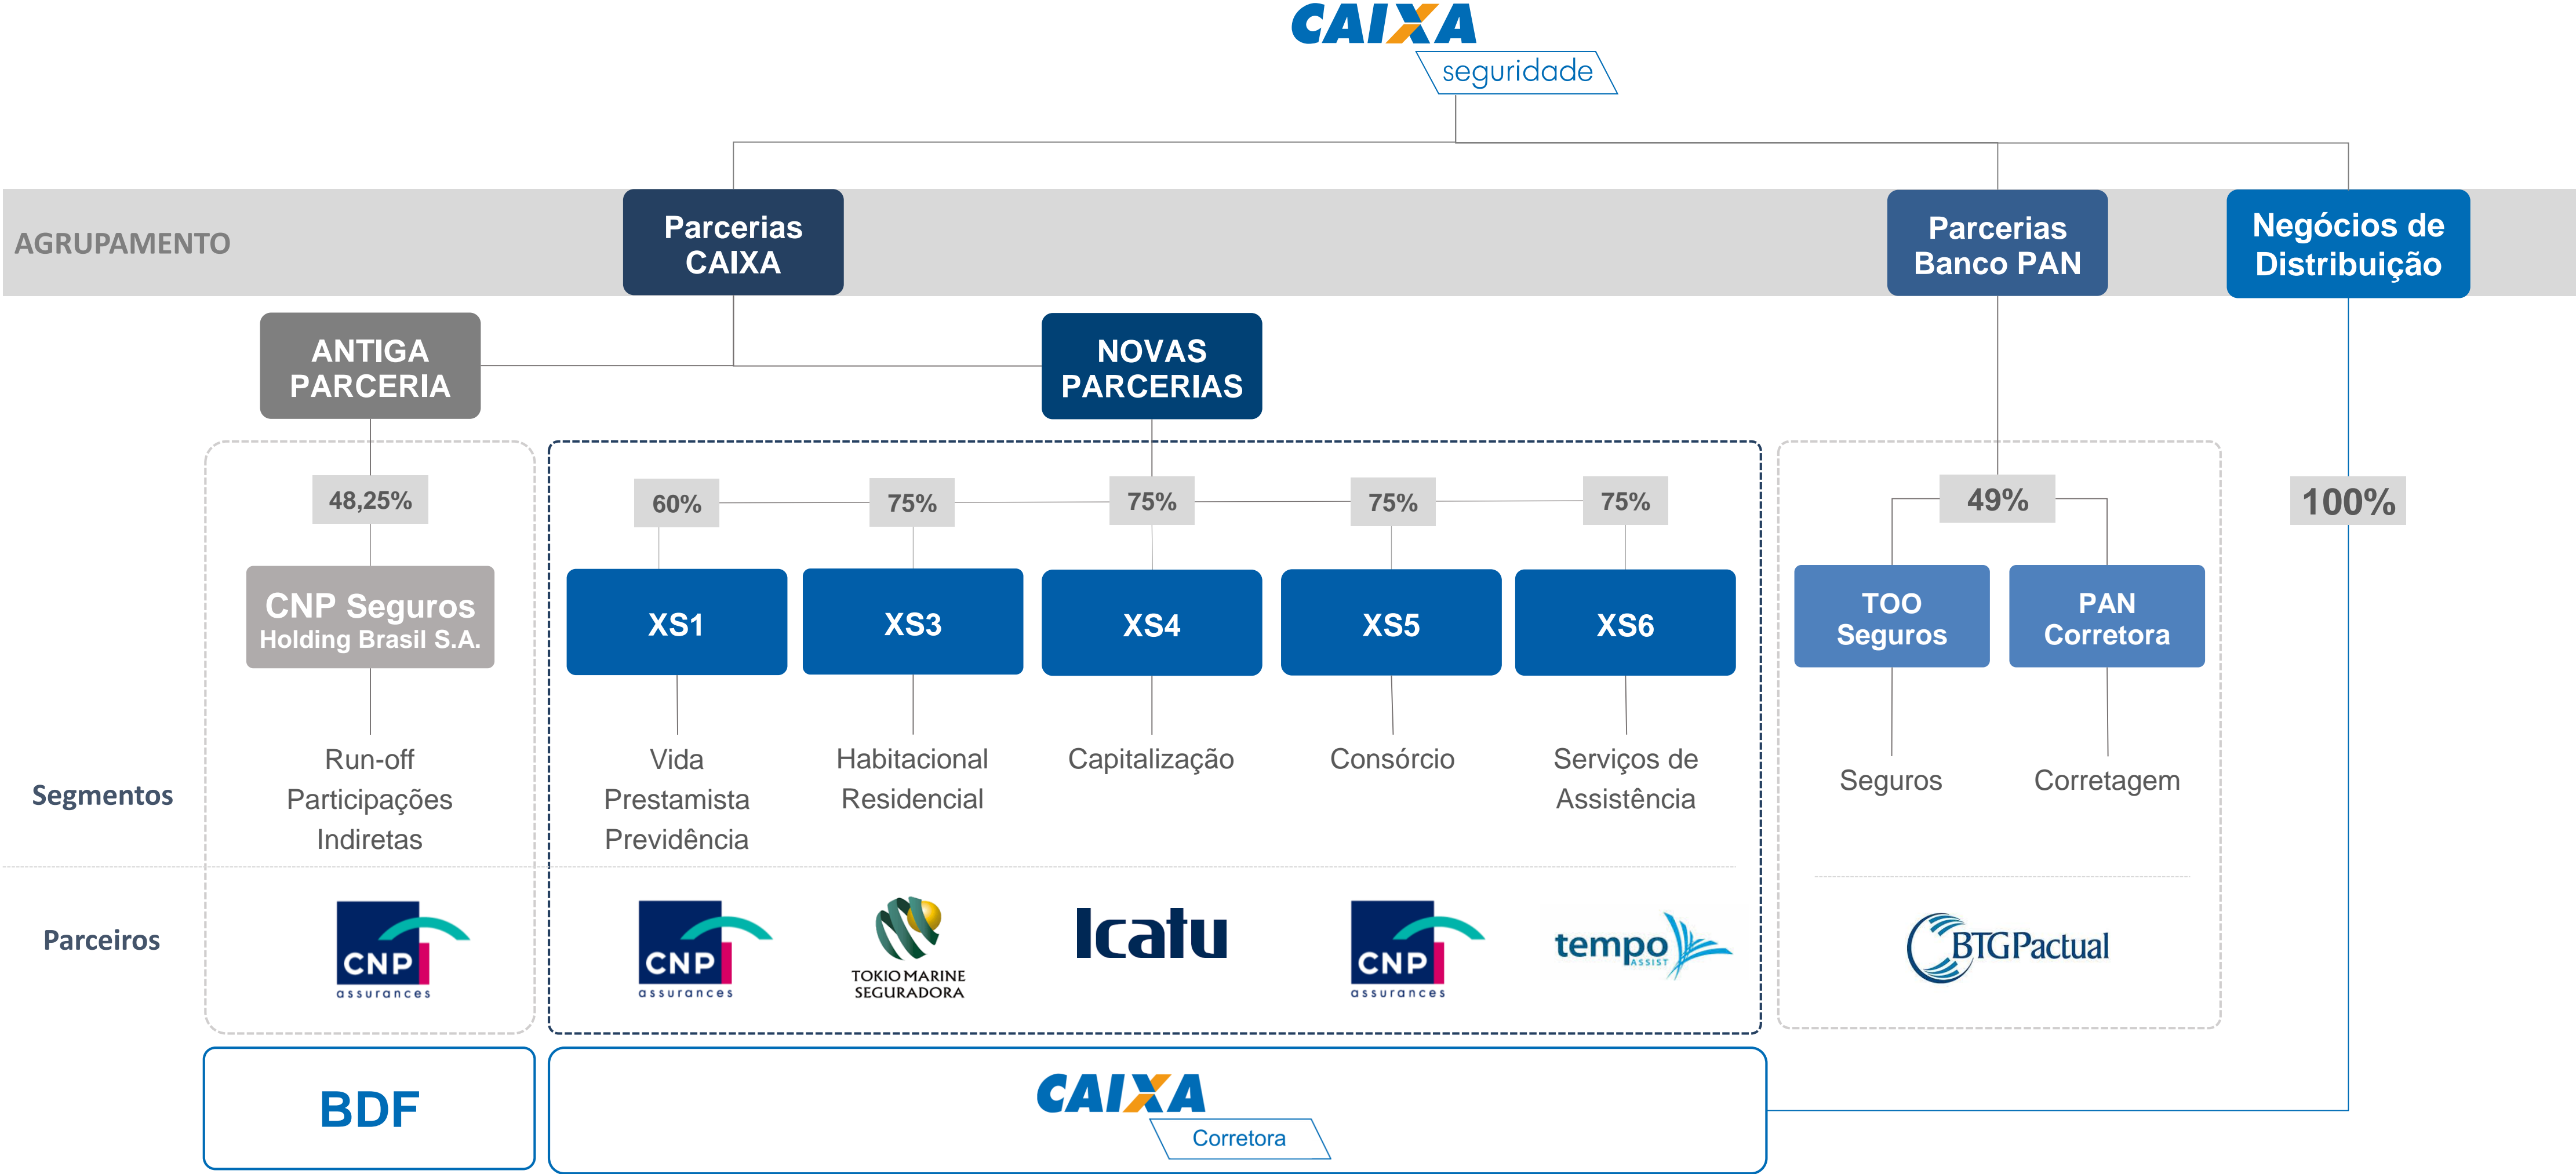 CAIXA
seguridade
AGRUPAMENTO
Parcerias
CAIXA
Parcerias
Banco PAN
Negócios de
Distribuição
ANTIGA
PARCERIA
NOVAS
PARCERIAS
48,25%
60%
75%
75%
75%
75%
49%
100%
CNP Seguros
Holding Brasil S.A.
XS1
XS3
XS4
XS5
XS6
TOO
Seguros
PAN
Corretora
Segmentos
Run-off
Participações
Indiretas
Vida
Prestamista
Previdência
Habitacional
Residencial
Capitalização
Consórcio
Serviços de
Assistência
Seguros
Corretagem
Parceiros
CNP
assurances
CNP
assurances
TOKIO MARINE
SEGURADORA
Icatu
CNP
assurances
tempo
ASSIST
BTGPactual
BDF
CAIXA
Corretora